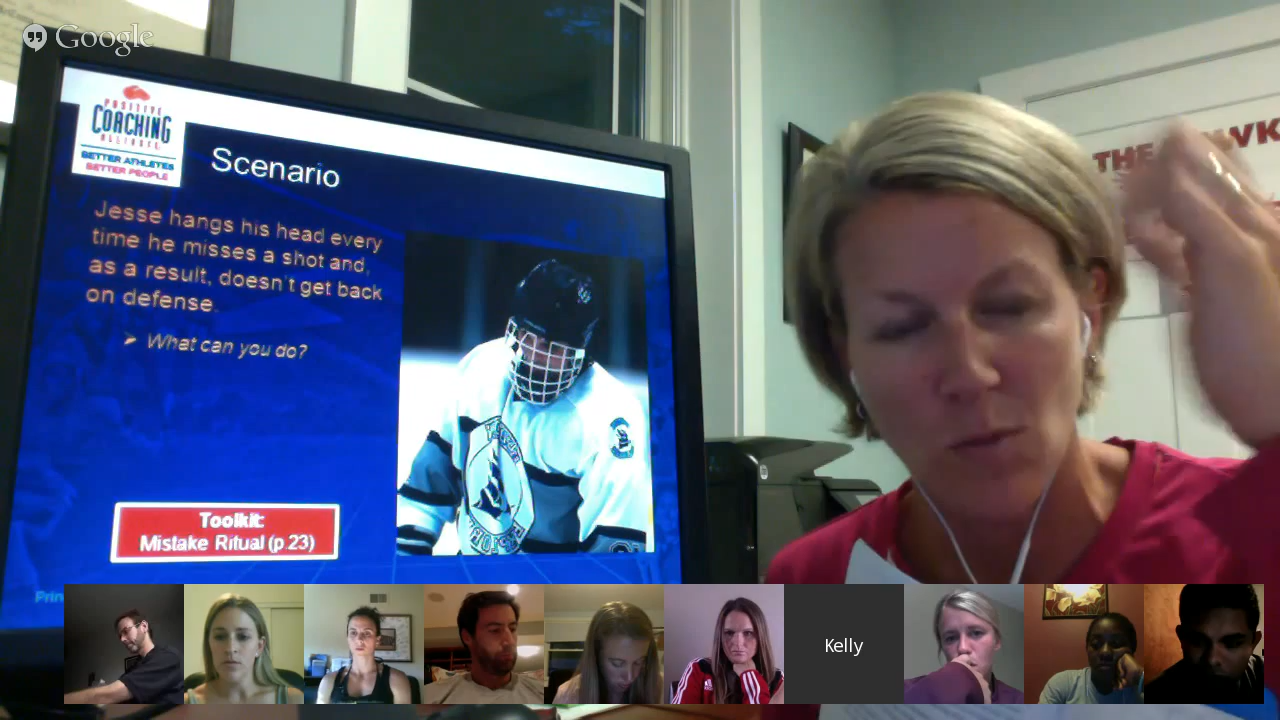 Google
POSITIVE
COACHING
ALLIANCE
BETTER ATHLETES
BETTER PEOPLE
Scenario
Jesse hangs his head every
time he misses a shot and,
as a result, doesn't get back
on defense.
➢ What can you do?
Toolkit:
Mistake Ritual (p.23)
THE
Kelly